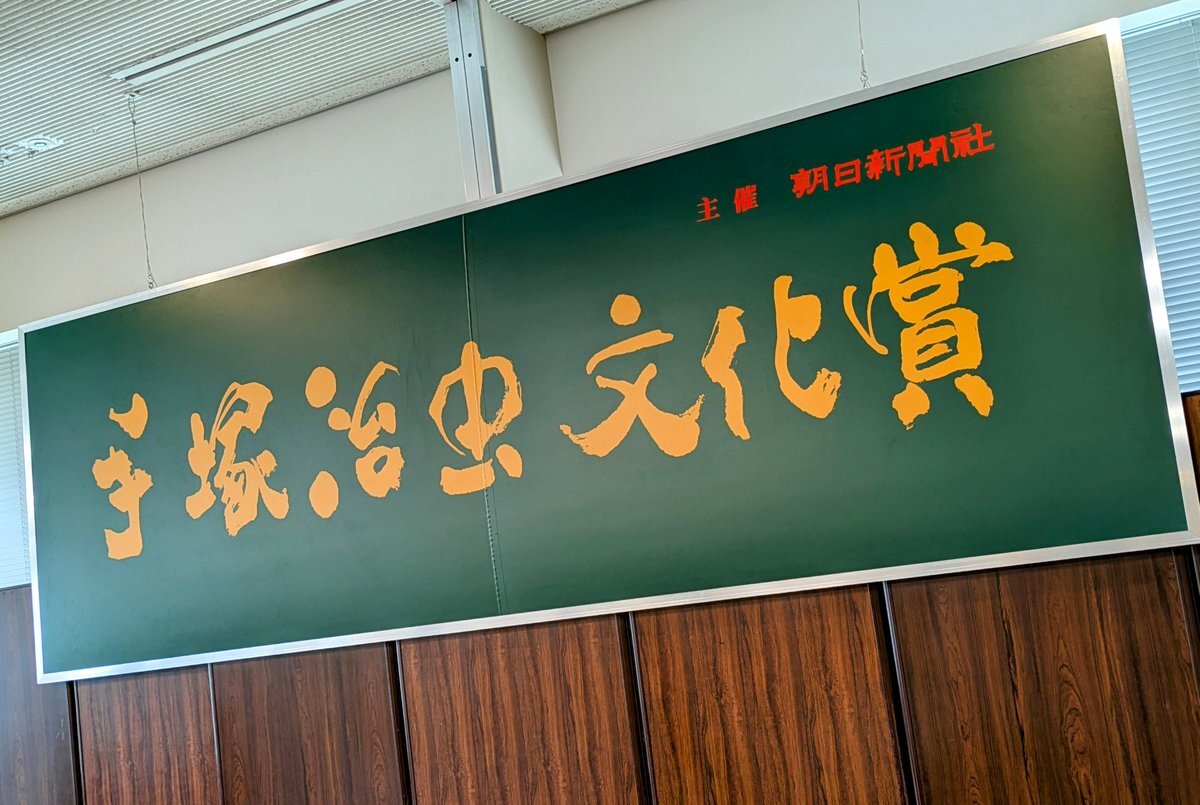 主催 朝日新聞社
手塚治虫文化賞